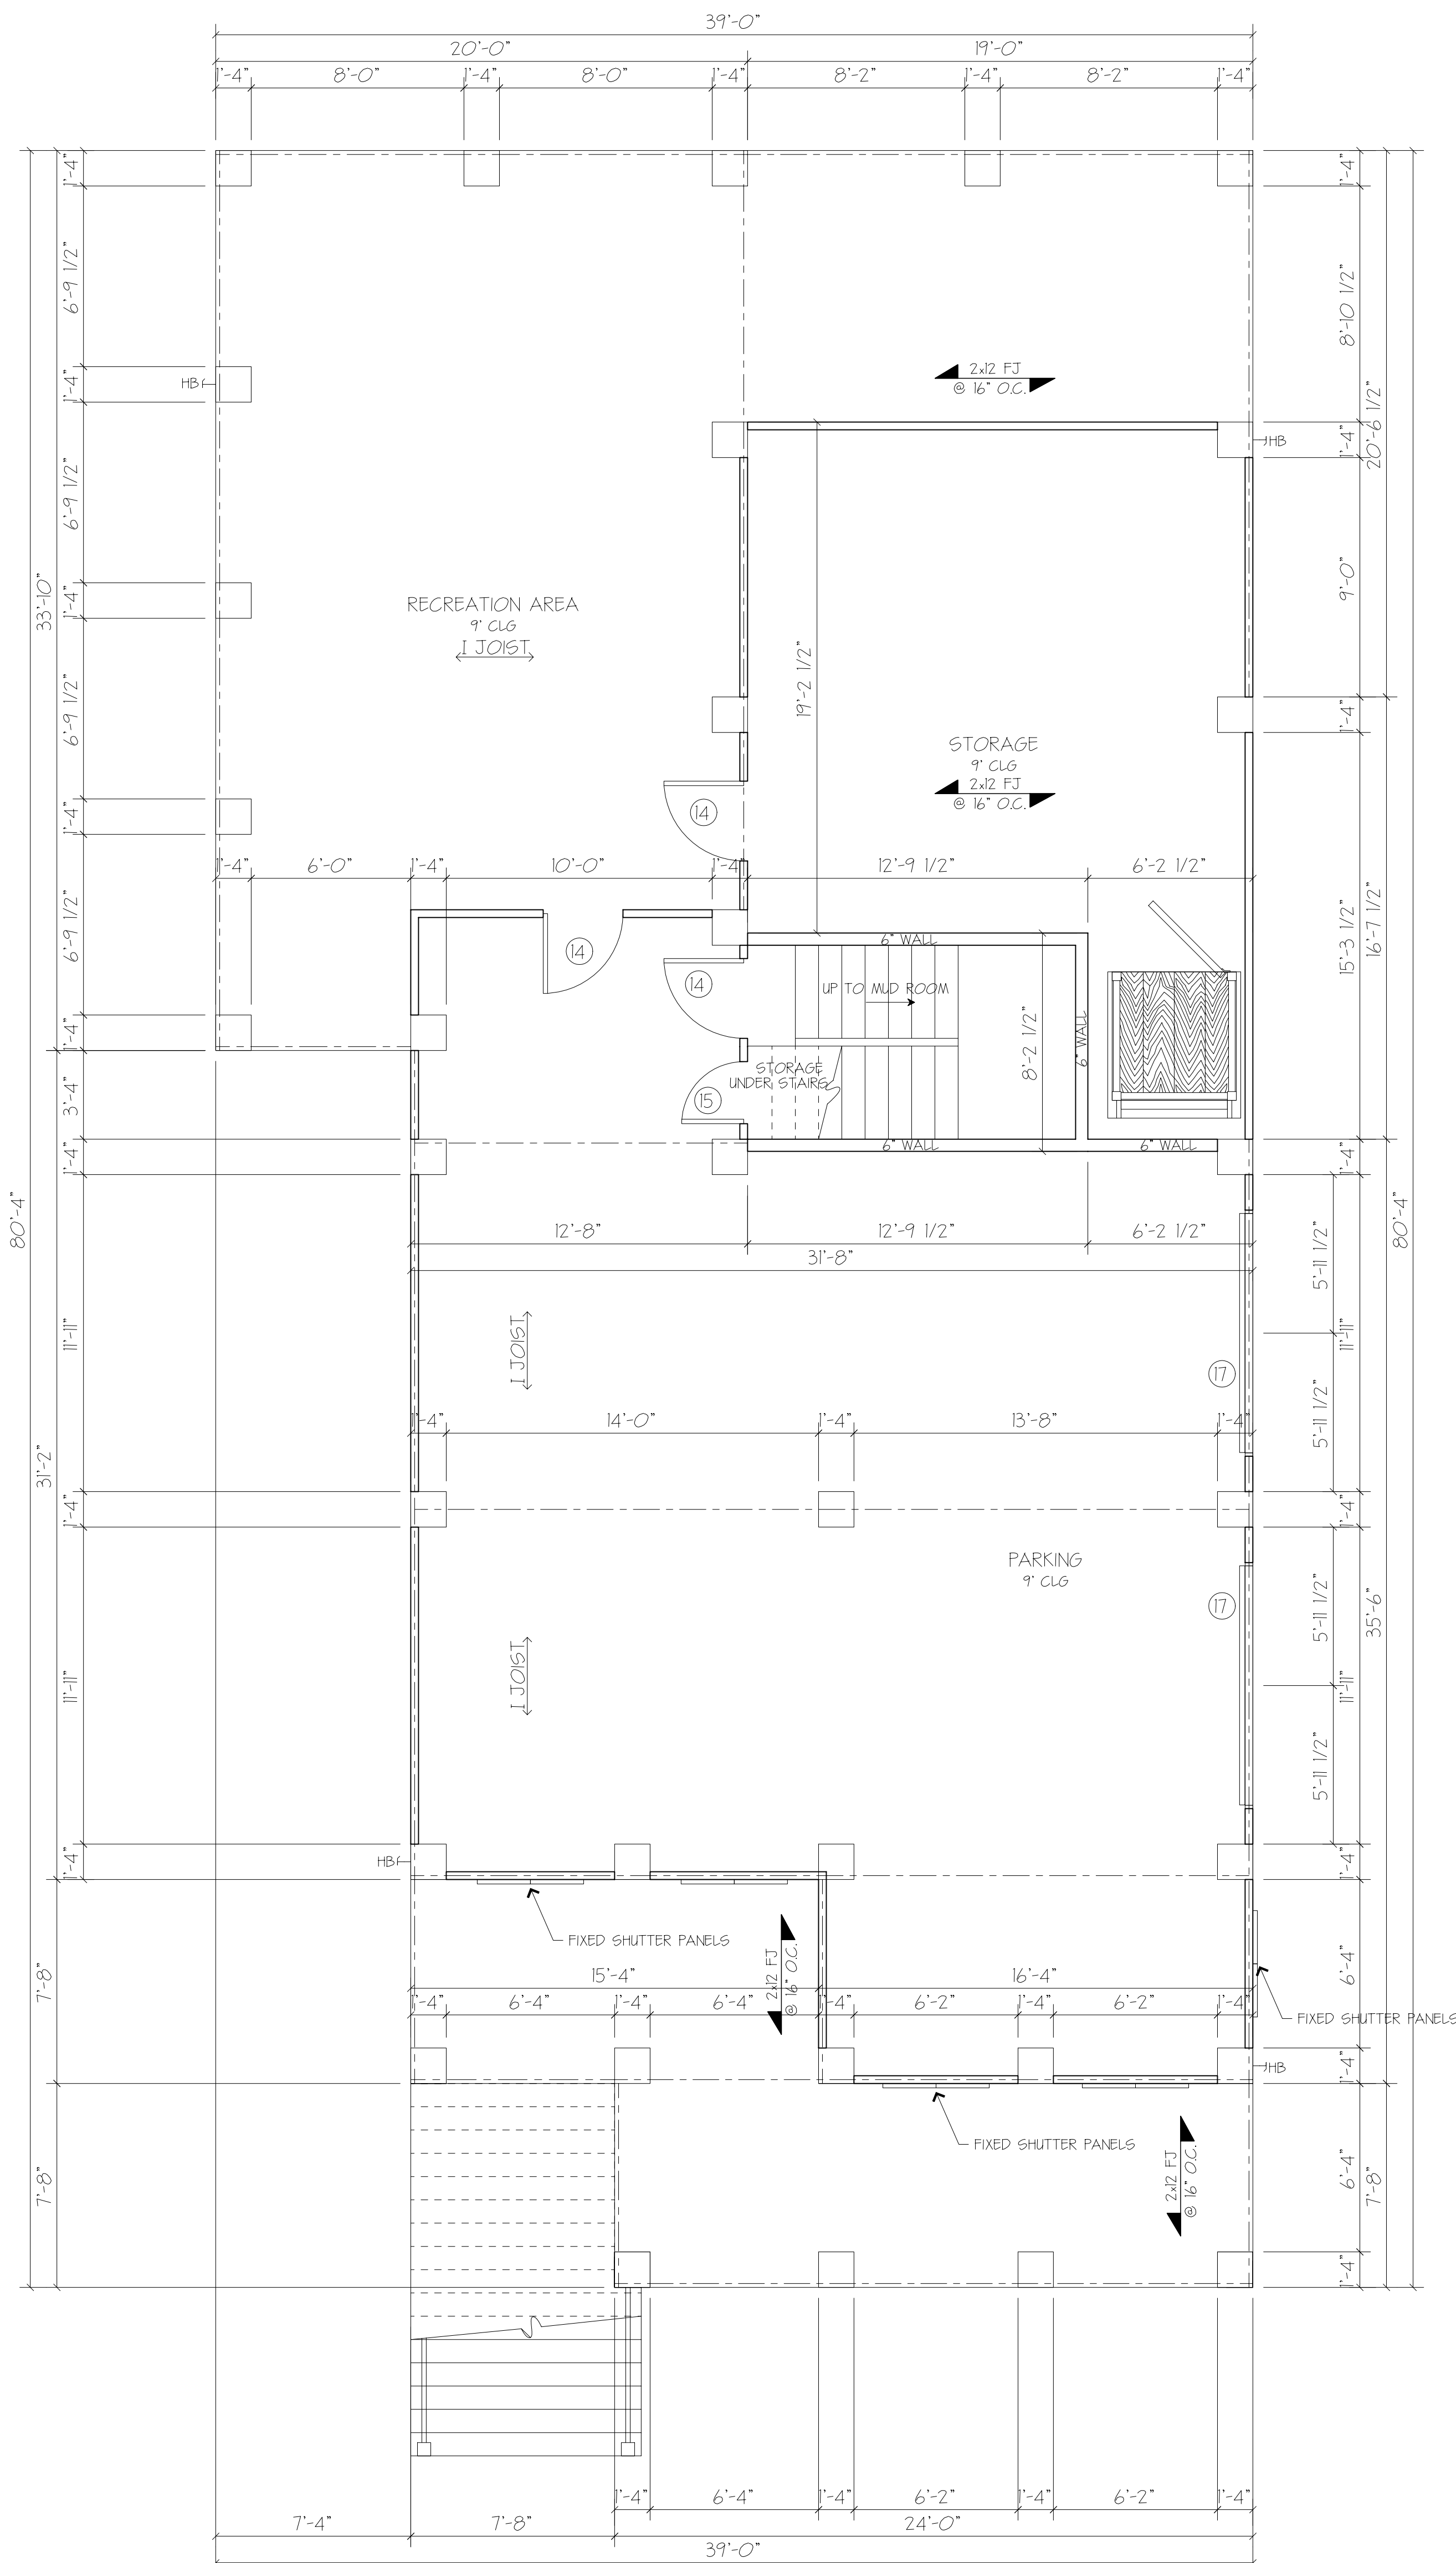 39'-0"
20'-0" 19'-0"
1'-4" 8'-0" 1'-4" 8'-0" 1'-4" 8'-2" 1'-4" 8'-2" 1'-4"
1'-4"
6'-9 1/2"
1'-4"
6'-9 1/2"
1'-4"
6'-9 1/2"
1'-4"
6'-9 1/2"
1'-4"
3'-4"
1'-4"
11'-11"
1'-4"
11'-11"
1'-4"
33'-10"
31'-2"
7'-8"
7'-8"
80'-4"
HB
2x12 FJ
@ 16" O.C.
HB
RECREATION AREA
9' CLG
I JOIST
19'-2 1/2"
STORAGE
9' CLG
2x12 FJ
@ 16" O.C.
14
1'-4" 6'-0" 1'-4" 10'-0" 1'-4" 12'-9 1/2" 6'-2 1/2"
14
14
6" WALL
UP TO MUD ROOM
8'-2 1/2"
6" WALL
STORAGE
UNDER STAIRS
15
6" WALL
6" WALL
12'-8" 12'-9 1/2" 6'-2 1/2"
31'-8"
I JOIST
17
1'-4" 14'-0" 1'-4" 13'-8" 1'-4"
PARKING
9' CLG
17
I JOIST
HB
FIXED SHUTTER PANELS
2x12 FJ
@ 16" O.C.
15'-4" 16'-4"
1'-4" 6'-4" 1'-4" 6'-4" 1'-4" 6'-2" 1'-4" 6'-2" 1'-4"
FIXED SHUTTER PANELS
HB
FIXED SHUTTER PANELS
2x12 FJ
@ 16" O.C.
1'-4"
8'-10 1/2"
1'-4"
9'-0"
1'-4"
15'-3 1/2"
1'-4"
5'-11 1/2"
11'-11"
5'-11 1/2"
1'-4"
5'-11 1/2"
11'-11"
5'-11 1/2"
1'-4"
6'-4"
1'-4"
6'-4"
1'-4"
20'-6 1/2"
16'-7 1/2"
35'-6"
7'-8"
80'-4"
1'-4" 6'-4" 1'-4" 6'-2" 1'-4" 6'-2" 1'-4"
7'-4" 7'-8" 24'-0"
39'-0"